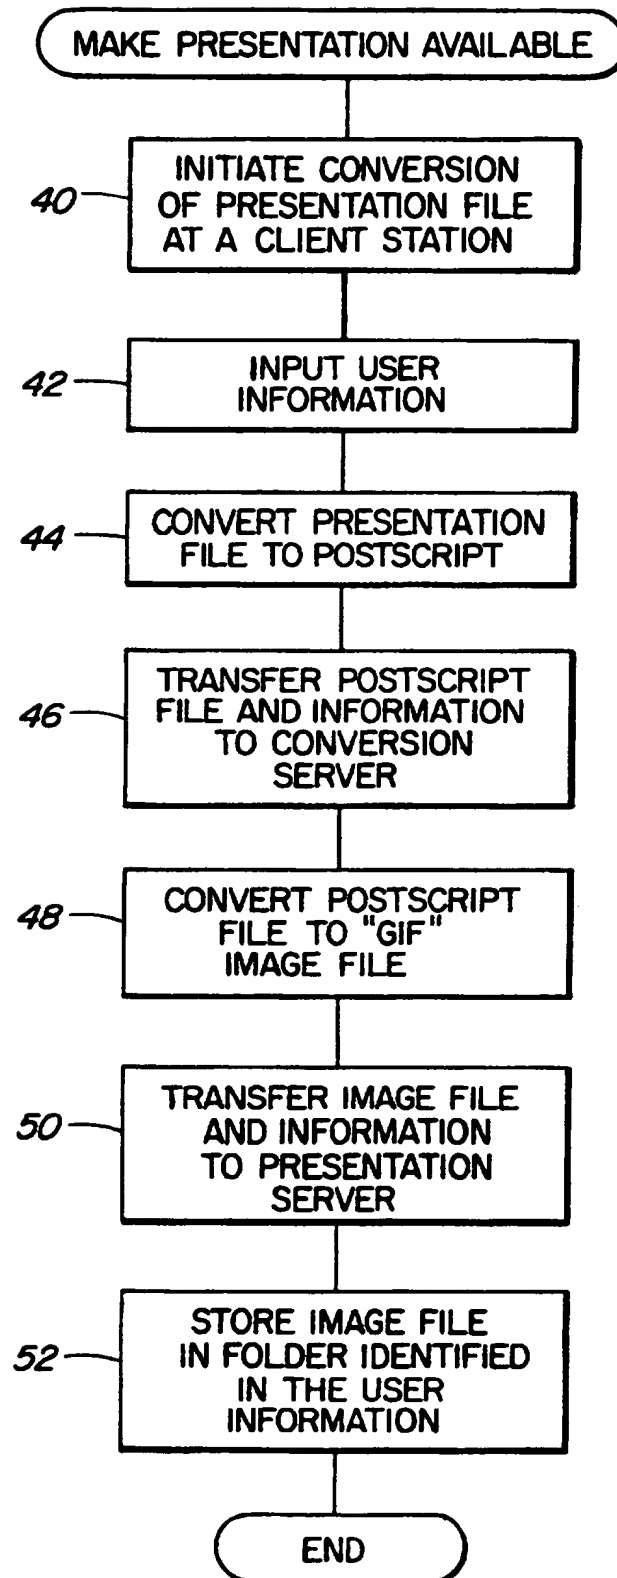 MAKE PRESENTATION AVAILABLE
40
INITIATE CONVERSION
OF PRESENTATION FILE
AT A CLIENT STATION
42
INPUT USER
INFORMATION
44
CONVERT PRESENTATION
FILE TO POSTSCRIPT
46
TRANSFER POSTSCRIPT
FILE AND INFORMATION
TO CONVERSION
SERVER
48
CONVERT POSTSCRIPT
FILE TO "GIF"
IMAGE FILE
50
TRANSFER IMAGE FILE
AND INFORMATION
TO PRESENTATION
SERVER
52
STORE IMAGE FILE
IN FOLDER IDENTIFIED
IN THE USER
INFORMATION
END